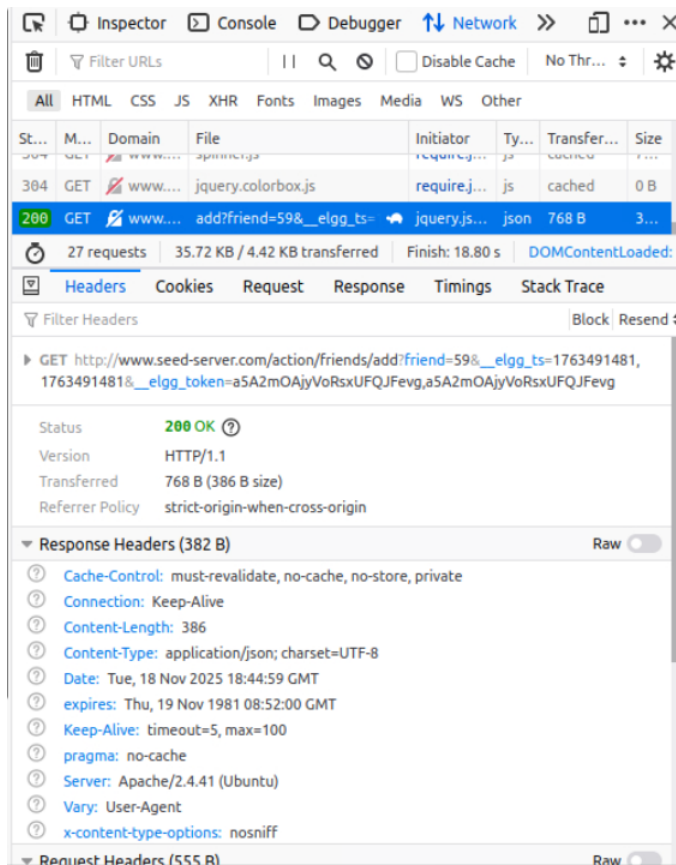 Inspector Console Debugger Network
Filter URLs Disable Cache No Thr...
All HTML CSS JS XHR Fonts Images Media WS Other
St... M... Domain File Initiator Ty... Transfer... Size
304 GET www.... spinner.js require.j... js cached
304 GET www.... jquery.colorbox.js require.j... js cached 0 B
200 GET www.... add?friend=59&__elgg_ts= jquery.js... json 768 B 3...
27 requests 35.72 KB / 4.42 KB transferred Finish: 18.80 s DOMContentLoaded:
Headers Cookies Request Response Timings Stack Trace
Filter Headers Block Resend
GET http://www.seed-server.com/action/friends/add?friend=59&__elgg_ts=1763491481,
1763491481&__elgg_token=a5A2mOAjyVoRsxUFQJFevg,a5A2mOAjyVoRsxUFQJFevg
Status 200 OK
Version HTTP/1.1
Transferred 768 B (386 B size)
Referrer Policy strict-origin-when-cross-origin
Response Headers (382 B) Raw
Cache-Control: must-revalidate, no-cache, no-store, private
Connection: Keep-Alive
Content-Length: 386
Content-Type: application/json; charset=UTF-8
Date: Tue, 18 Nov 2025 18:44:59 GMT
expires: Thu, 19 Nov 1981 08:52:00 GMT
Keep-Alive: timeout=5, max=100
pragma: no-cache
Server: Apache/2.4.41 (Ubuntu)
Vary: User-Agent
x-content-type-options: nosniff
Request Headers (555 B) Raw